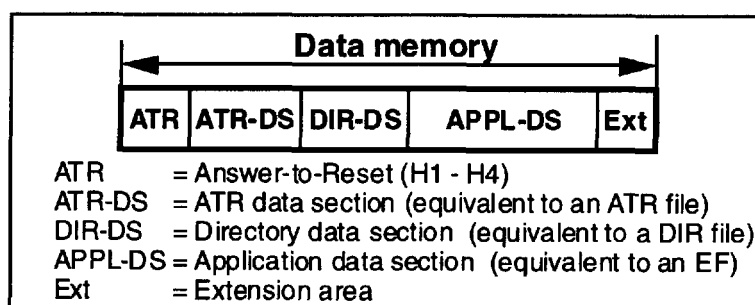 Data memory
ATR ATR-DS DIR-DS APPL-DS Ext
ATR = Answer-to-Reset (H1 - H4)
ATR-DS = ATR data section (equivalent to an ATR file)
DIR-DS = Directory data section (equivalent to a DIR file)
APPL-DS = Application data section (equivalent to an EF)
Ext = Extension area